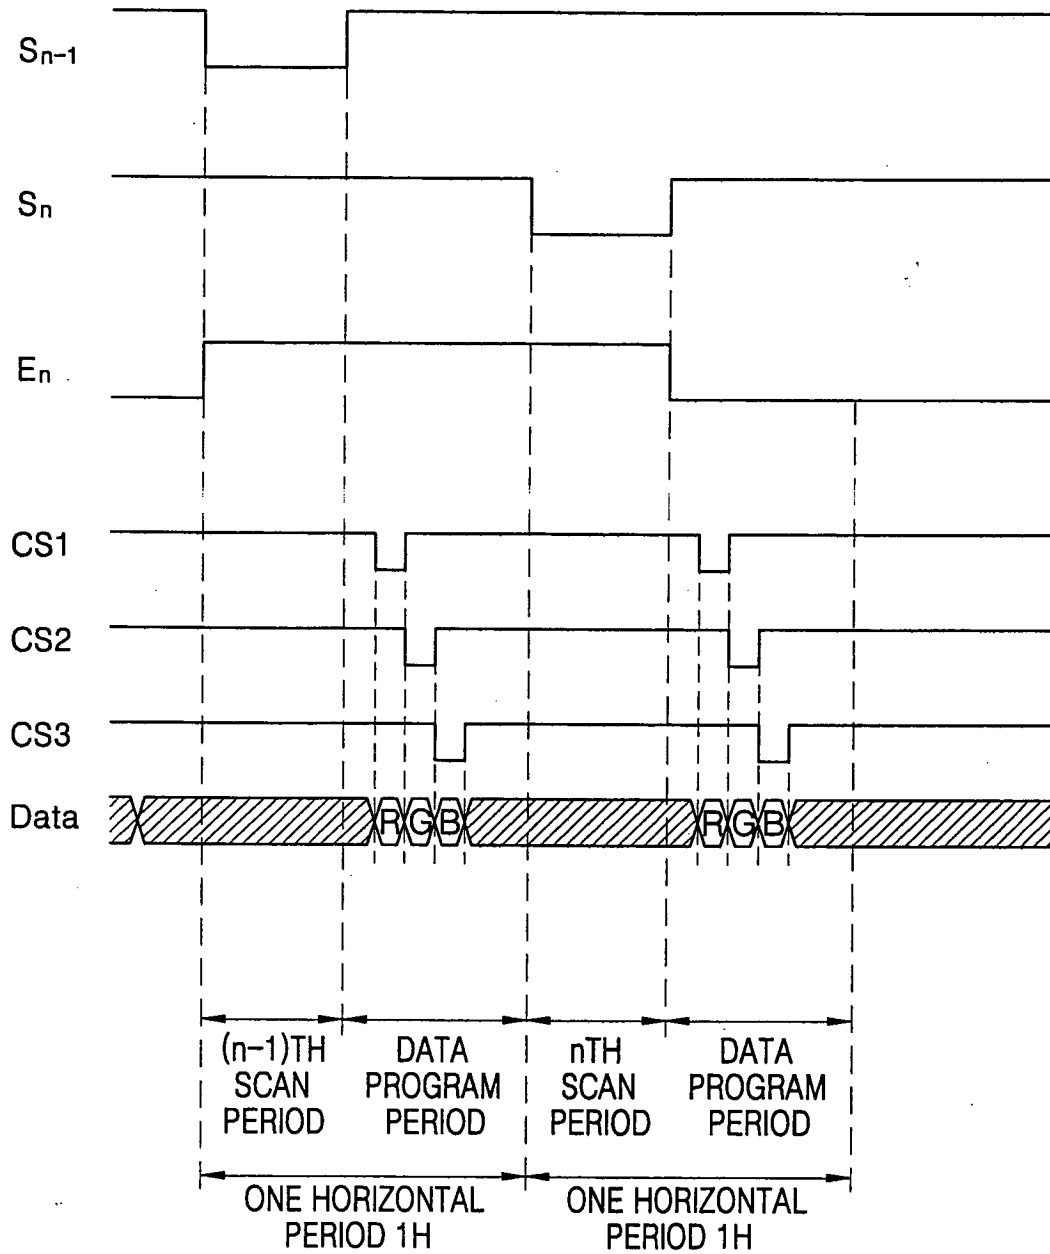 Sn-1
Sn
En
CS1
CS2
CS3
Data
R G B
R G B
(n-1)TH
SCAN
PERIOD
DATA
PROGRAM
PERIOD
nTH
SCAN
PERIOD
DATA
PROGRAM
PERIOD
ONE HORIZONTAL
PERIOD 1H
ONE HORIZONTAL
PERIOD 1H